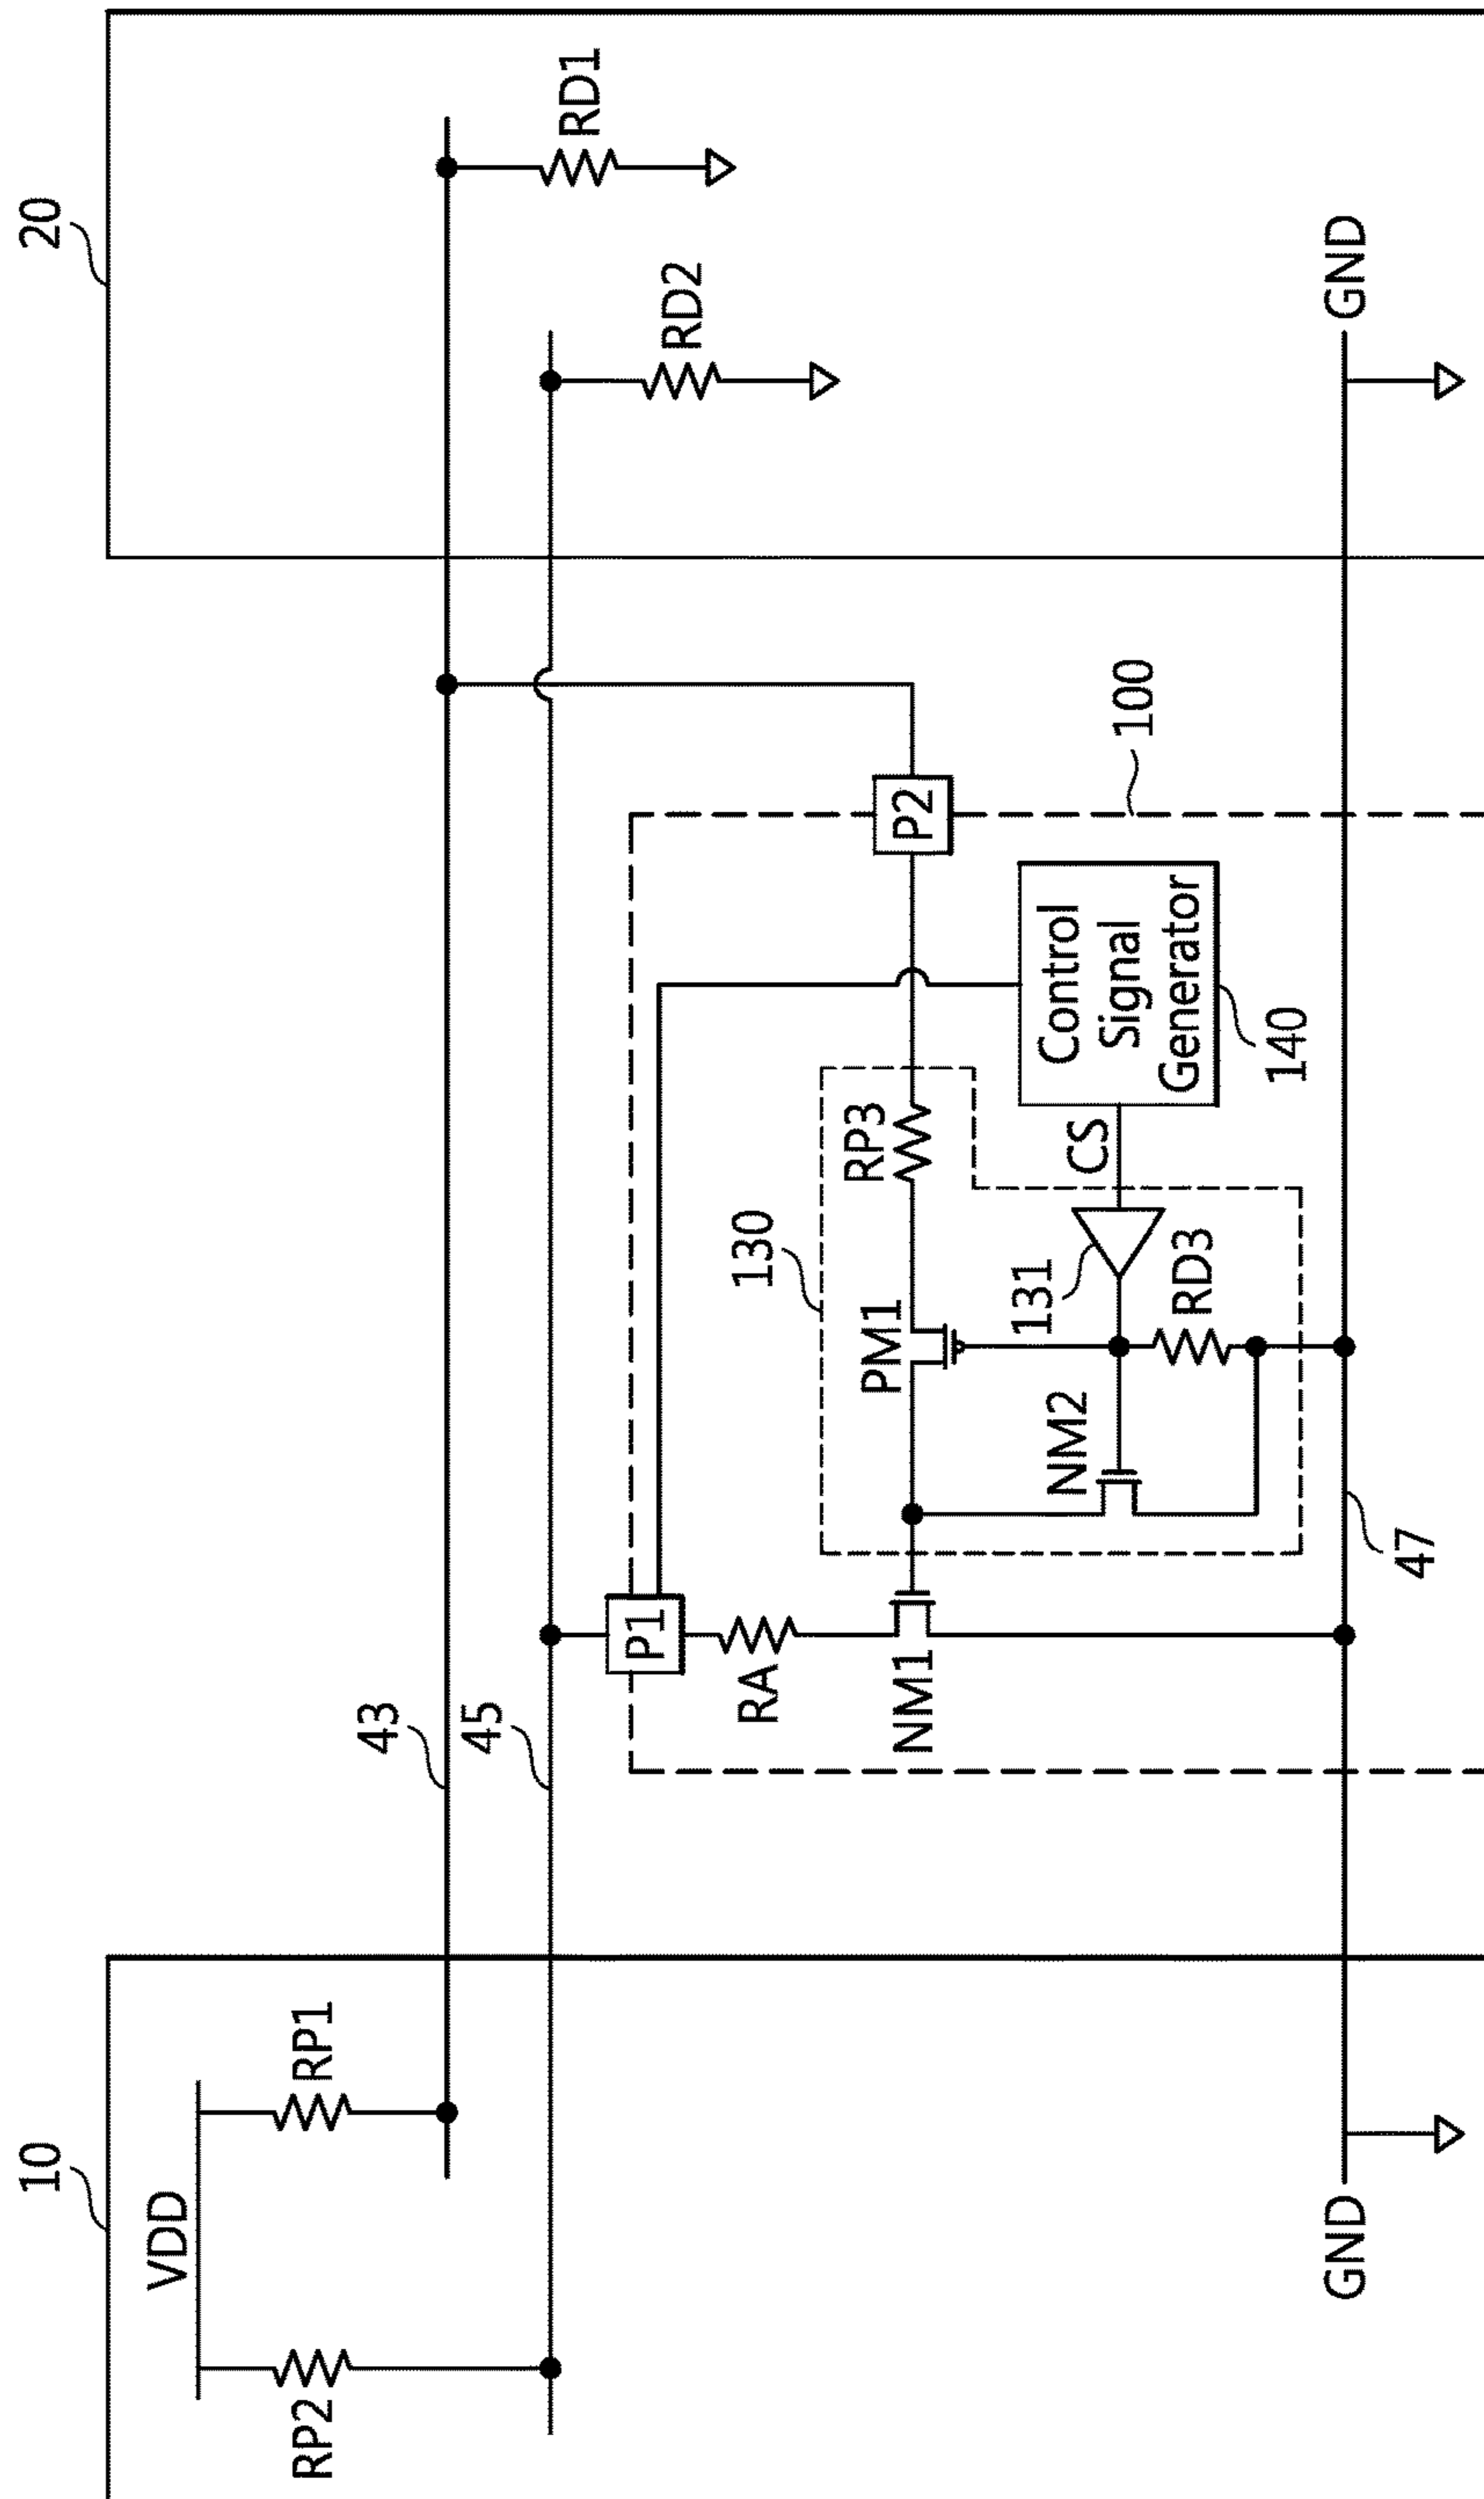 10
20
VDD
RP2
RP1
RD1
43
45
RD2
P1
RA
130
NM1
PM1
RP3
P2
NM2
131
CS
Control
Signal
Generator
100
RD3
140
GND
47
GND